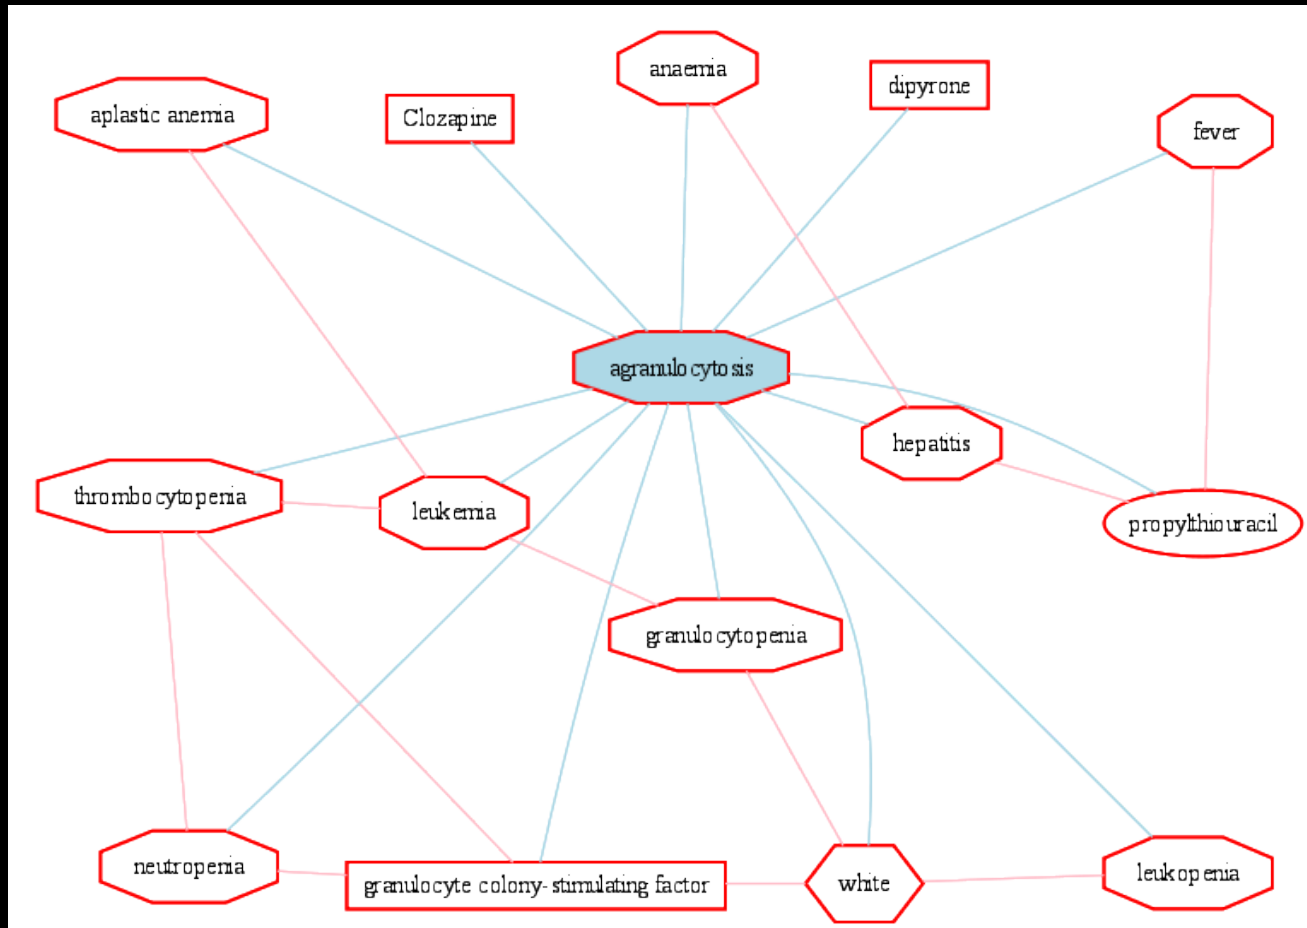 anaemia
dipyrone
aplastic anemia
Clozapine
fever
agranulocytosis
hepatitis
thrombocytopenia
leukemia
propylthiouracil
granulocytopenia
neutropenia
granulocyte colony-stimulating factor
white
leukopenia